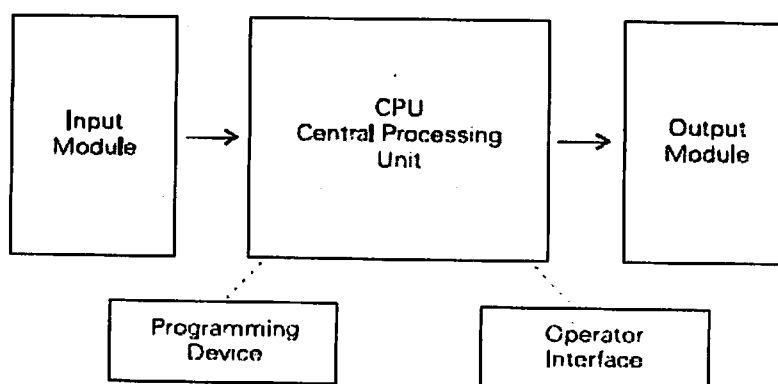 Input
Module
CPU
Central Processing
Unit
Output
Module
Programming
Device
Operator
Interface